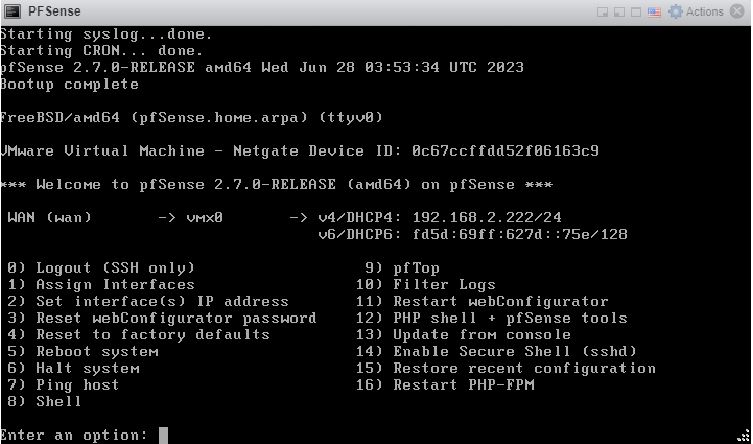 PFSense Actions
Starting syslog...done.
Starting CRON... done.
pfSense 2.7.0-RELEASE amd64 Wed Jun 28 03:53:34 UTC 2023
Bootup complete
FreeBSD/amd64 (pfSense.home.arpa) (ttyv0)
VMware Virtual Machine - Netgate Device ID: 0c67ccffdd52f06163c9
*** Welcome to pfSense 2.7.0-RELEASE (amd64) on pfSense ***
WAN (wan) -> vmx0 -> v4/DHCP4: 192.168.2.222/24
v6/DHCP6: fd5d:69ff:627d::75e/128
0) Logout (SSH only) 9) pfTop
1) Assign Interfaces 10) Filter Logs
2) Set interface(s) IP address 11) Restart webConfigurator
3) Reset webConfigurator password 12) PHP shell + pfSense tools
4) Reset to factory defaults 13) Update from console
5) Reboot system 14) Enable Secure Shell (sshd)
6) Halt system 15) Restore recent configuration
7) Ping host 16) Restart PHP-FPM
8) Shell
Enter an option: